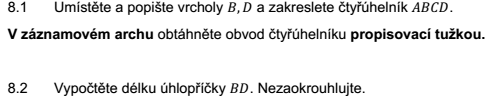 8.1 Umístěte a popište vrcholy B, D a zakreslete čtyřúhelník ABCD.
V záznamovém archu obtáhněte obvod čtyřúhelníku propisovací tužkou.
8.2 Vypočtěte délku úhlopříčky BD. Nezaokrouhlujte.